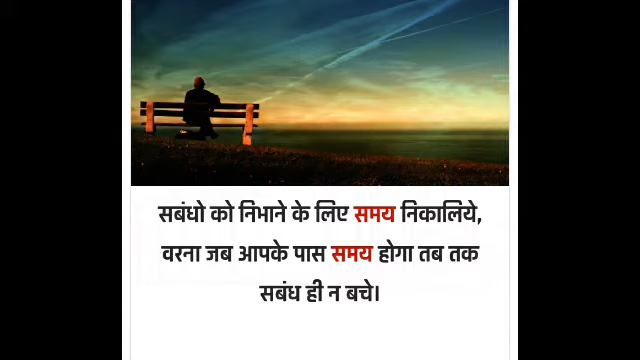 सबंधो को निभाने के लिए समय निकालिये,
वरना जब आपके पास समय होगा तब तक
सबंध ही न बचे।